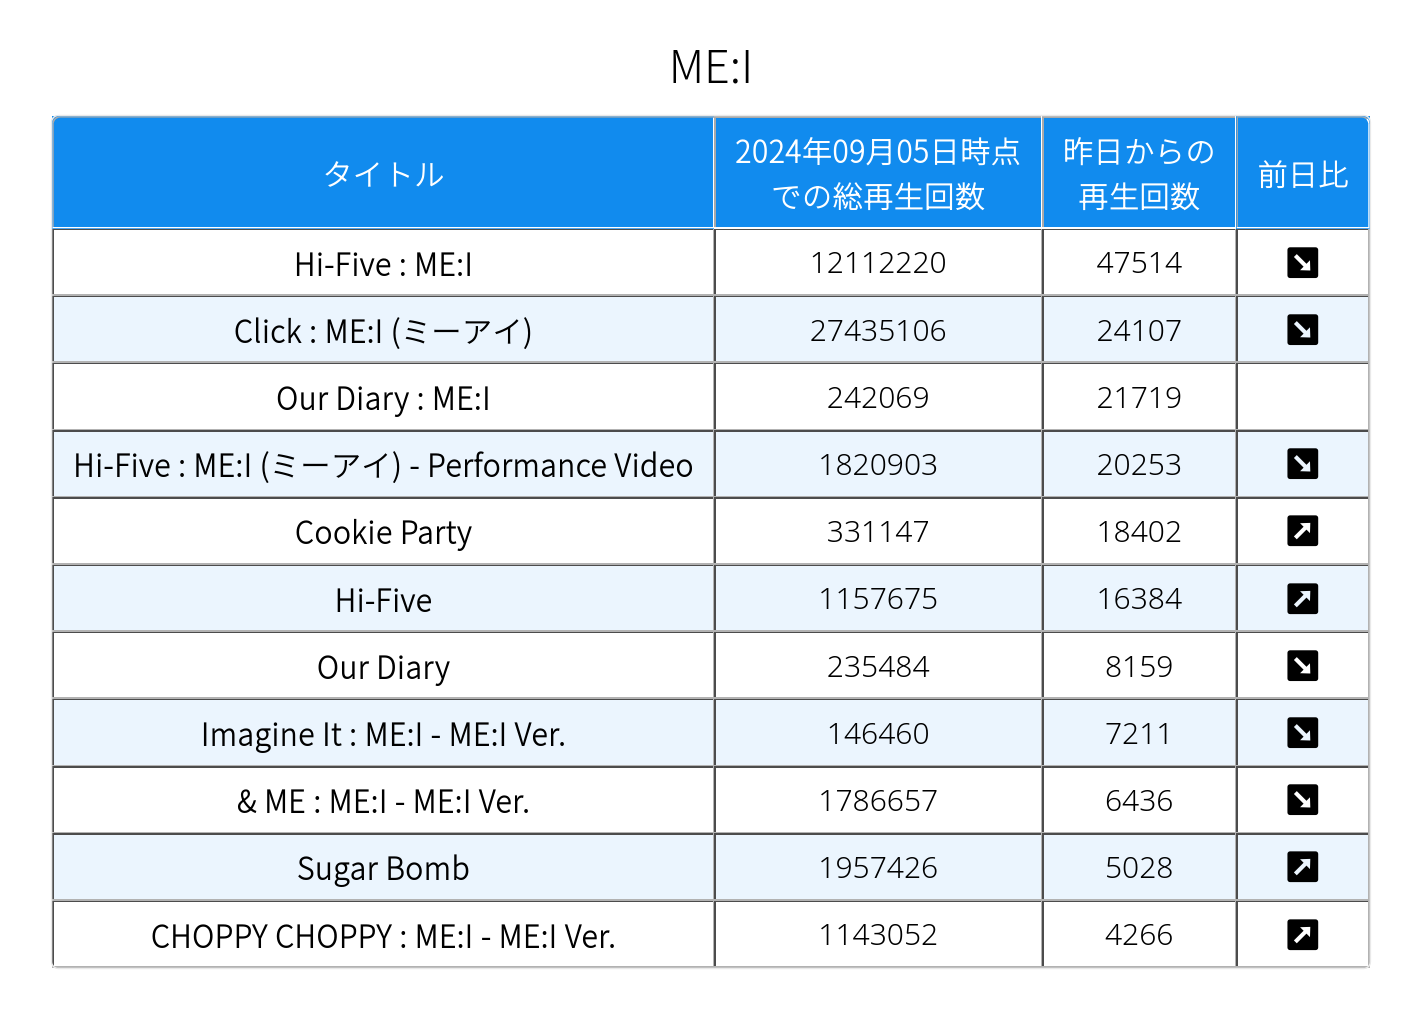 ME:I
タイトル
2024年09月05日時点
での総再生回数
昨日からの
再生回数
前日比
Hi-Five : ME:I 12112220 47514 ↘
Click : ME:I (ミーアイ) 27435106 24107 ↘
Our Diary : ME:I 242069 21719
Hi-Five : ME:I (ミーアイ) - Performance Video 1820903 20253 ↘
Cookie Party 331147 18402 ↗
Hi-Five 1157675 16384 ↗
Our Diary 235484 8159 ↘
Imagine It : ME:I - ME:I Ver. 146460 7211 ↘
& ME : ME:I - ME:I Ver. 1786657 6436 ↘
Sugar Bomb 1957426 5028 ↗
CHOPPY CHOPPY : ME:I - ME:I Ver. 1143052 4266 ↗